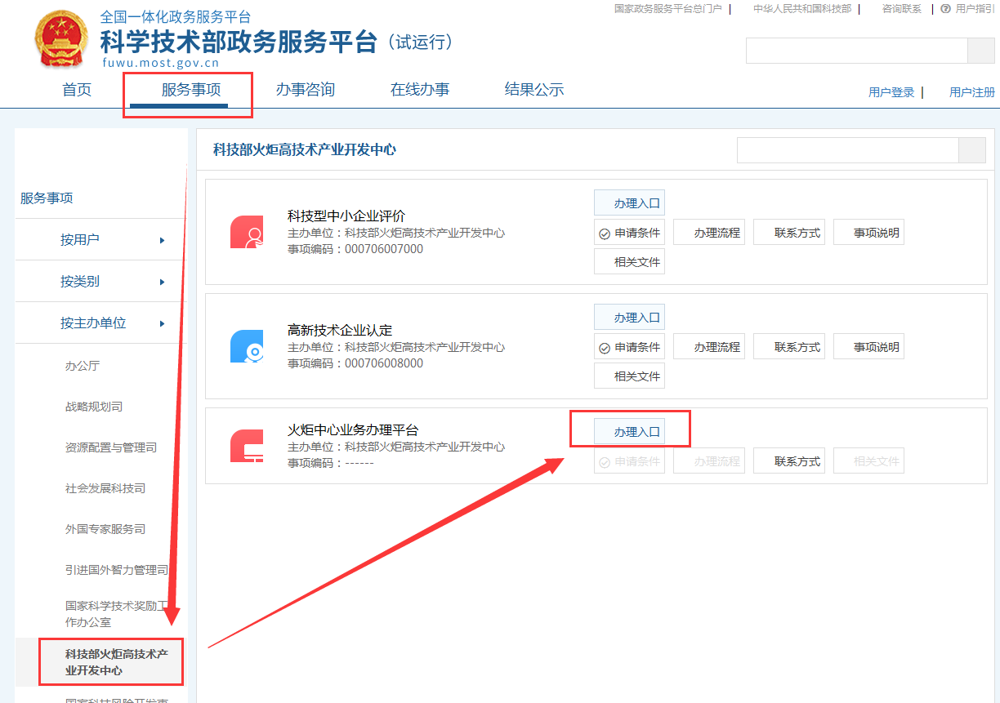 国家政务服务平台总门户
中华人民共和国科技部
咨询联系
用户指引
全国一体化政务服务平台
科学技术部政务服务平台（试运行）
fuwu.most.gov.cn
首页
服务事项
办事咨询
在线办事
结果公示
用户登录
用户注册
服务事项
按用户
按类别
按主办单位
办公厅
战略规划司
资源配置与管理司
社会发展科技司
外国专家服务司
引进国外智力管理司
国家科学技术奖励工
作办公室
科技部火炬高技术产
业开发中心
科技部火炬高技术产业开发中心
科技型中小企业评价
主办单位：科技部火炬高技术产业开发中心
事项编码：000706007000
办理入口
申请条件
办理流程
联系方式
事项说明
相关文件
高新技术企业认定
主办单位：科技部火炬高技术产业开发中心
事项编码：000706008000
办理入口
申请条件
办理流程
联系方式
事项说明
相关文件
火炬中心业务办理平台
主办单位：科技部火炬高技术产业开发中心
事项编码：------
办理入口
申请条件
办理流程
联系方式
相关文件